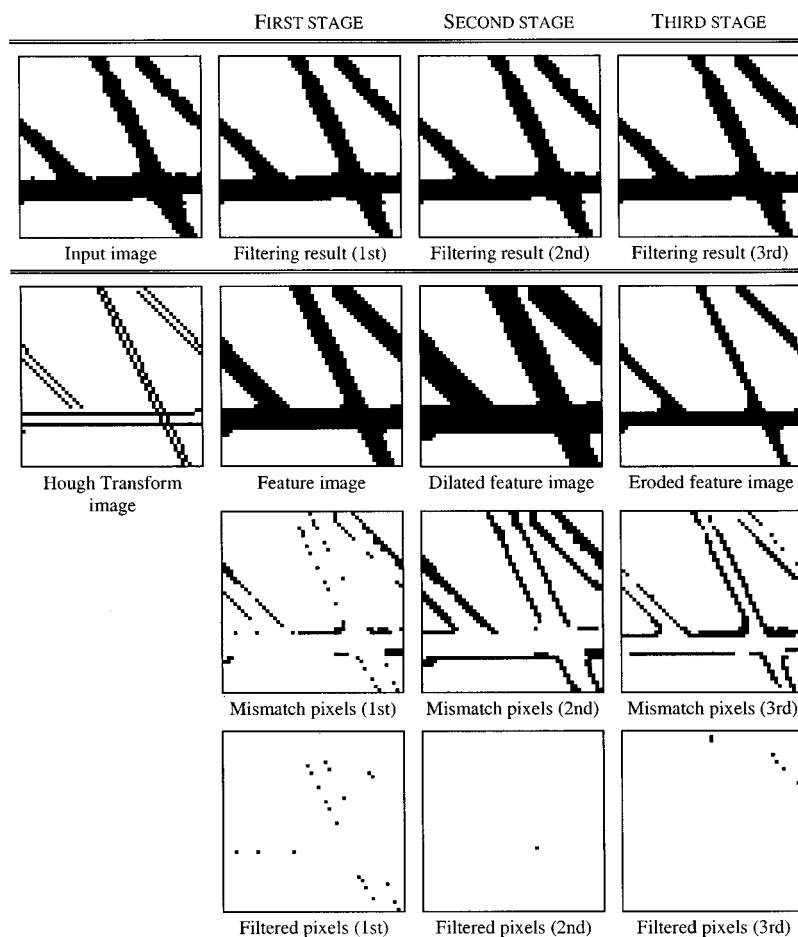 FIRST STAGE SECOND STAGE THIRD STAGE
Input image Filtering result (1st) Filtering result (2nd) Filtering result (3rd)
Hough Transform image Feature image Dilated feature image Eroded feature image
Mismatch pixels (1st) Mismatch pixels (2nd) Mismatch pixels (3rd)
Filtered pixels (1st) Filtered pixels (2nd) Filtered pixels (3rd)